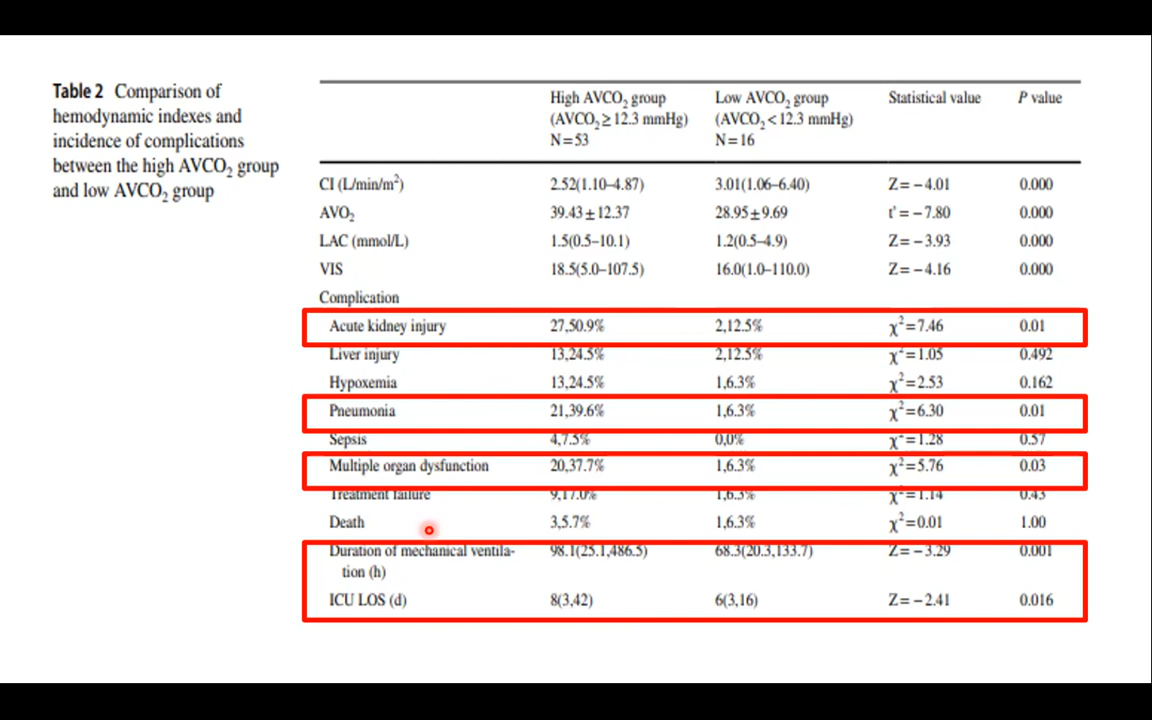 Table 2 Comparison of
hemodynamic indexes and
incidence of complications
between the high AVCO₂ group
and low AVCO₂ group
High AVCO₂ group Low AVCO₂ group Statistical value P value
(AVCO₂ ≥ 12.3 mmHg) (AVCO₂ < 12.3 mmHg)
N=53 N=16
CI (L/min/m²) 2.52(1.10–4.87) 3.01(1.06–6.40) Z=−4.01 0.000
AVO₂ 39.43±12.37 28.95±9.69 t'=−7.80 0.000
LAC (mmol/L) 1.5(0.5–10.1) 1.2(0.5–4.9) Z=−3.93 0.000
VIS 18.5(5.0–107.5) 16.0(1.0–110.0) Z=−4.16 0.000
Complication
Acute kidney injury 27,50.9% 2,12.5% χ²=7.46 0.01
Liver injury 13,24.5% 2,12.5% χ²=1.05 0.492
Hypoxemia 13,24.5% 1,6.3% χ²=2.53 0.162
Pneumonia 21,39.6% 1,6.3% χ²=6.30 0.01
Sepsis 4,7.5% 0,0% χ²=1.28 0.57
Multiple organ dysfunction 20,37.7% 1,6.3% χ²=5.76 0.03
Treatment failure 9,17.0% 1,6.3% χ²=1.14 0.43
Death 3,5.7% 1,6.3% χ²=0.01 1.00
Duration of mechanical ventila- 98.1(25.1,486.5) 68.3(20.3,133.7) Z=−3.29 0.001
tion (h)
ICU LOS (d) 8(3,42) 6(3,16) Z=−2.41 0.016